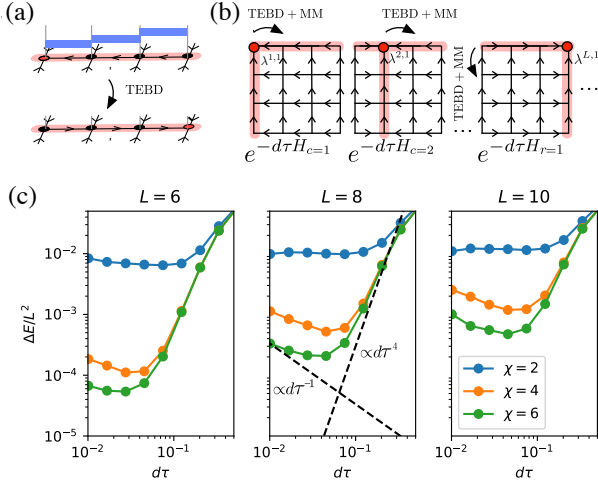 (a)
TEBD
(b)
TEBD + MM
TEBD + MM
TEBD + MM
λ^{1,1}
λ^{2,1}
λ^{L,1}
...
...
e^{-dτH_{c=1}}
e^{-dτH_{c=2}}
e^{-dτH_{r=1}}
(c)
L = 6
L = 8
L = 10
ΔE/L^2
10^{-2}
10^{-3}
10^{-4}
10^{-5}
∝dτ^4
∝dτ^{-1}
χ = 2
χ = 4
χ = 6
10^{-2}
10^{-1}
10^{-2}
10^{-1}
10^{-2}
10^{-1}
dτ
dτ
dτ